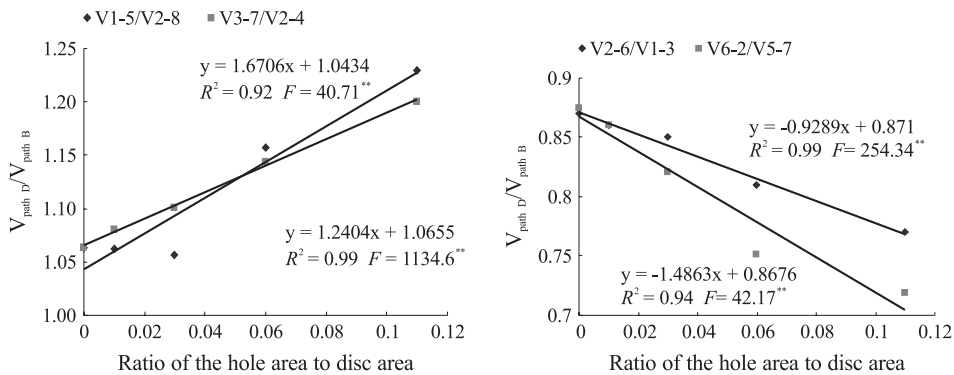 V1-5/V2-8 V3-7/V2-4
1.25
1.20
1.15
1.10
1.05
1.00
y = 1.6706x + 1.0434
R² = 0.92 F = 40.71**
y = 1.2404x + 1.0655
R² = 0.99 F = 1134.6**
V path D/V path B
0 0.02 0.04 0.06 0.08 0.10 0.12
Ratio of the hole area to disc area
V2-6/V1-3 V6-2/V5-7
0.9
0.85
0.8
0.75
0.7
y = -0.9289x + 0.871
R² = 0.99 F= 254.34**
y = -1.4863x + 0.8676
R² = 0.94 F= 42.17**
V path D/V path B
0 0.02 0.04 0.06 0.08 0.10 0.12
Ratio of the hole area to disc area